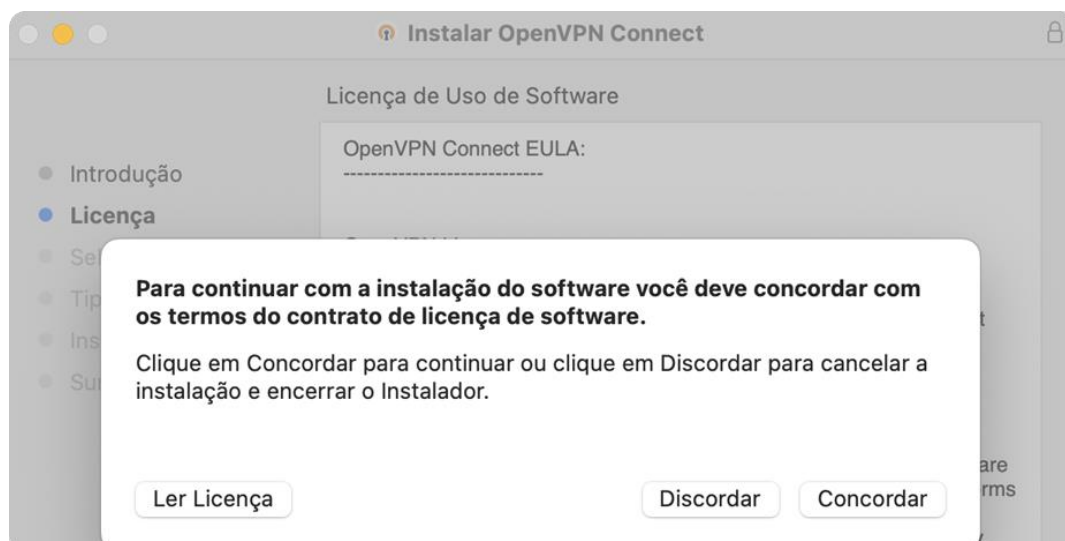 Instalar OpenVPN Connect
Licença de Uso de Software
OpenVPN Connect EULA:
-----------------------------
Introdução
Licença
Para continuar com a instalação do software você deve concordar com
os termos do contrato de licença de software.
Clique em Concordar para continuar ou clique em Discordar para cancelar a
instalação e encerrar o Instalador.
Ler Licença
Discordar
Concordar